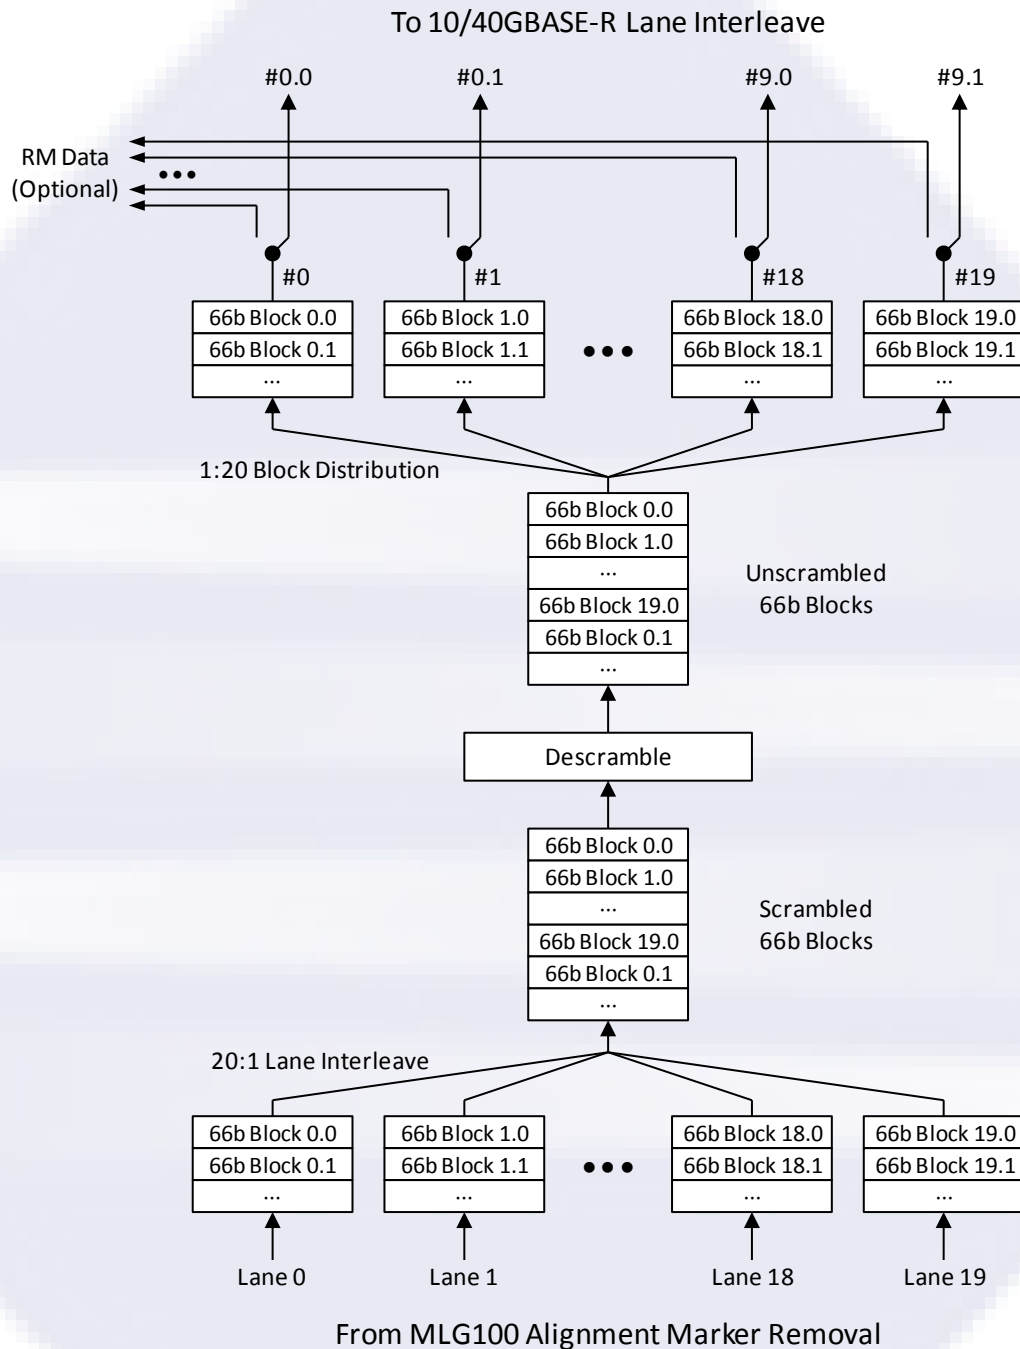 To 10/40GBASE-R Lane Interleave
#0.0 #0.1 #9.0 #9.1
RM Data
(Optional)
...
#0 #1 #18 #19
66b Block 0.0 66b Block 1.0 66b Block 18.0 66b Block 19.0
66b Block 0.1 66b Block 1.1 ... 66b Block 18.1 66b Block 19.1
... ... ... ...
1:20 Block Distribution
66b Block 0.0
66b Block 1.0
...
66b Block 19.0
66b Block 0.1
...
Unscrambled
66b Blocks
Descramble
66b Block 0.0
66b Block 1.0
...
66b Block 19.0
66b Block 0.1
...
Scrambled
66b Blocks
20:1 Lane Interleave
66b Block 0.0 66b Block 1.0 66b Block 18.0 66b Block 19.0
66b Block 0.1 66b Block 1.1 ... 66b Block 18.1 66b Block 19.1
... ... ... ...
Lane 0 Lane 1 Lane 18 Lane 19
From MLG100 Alignment Marker Removal